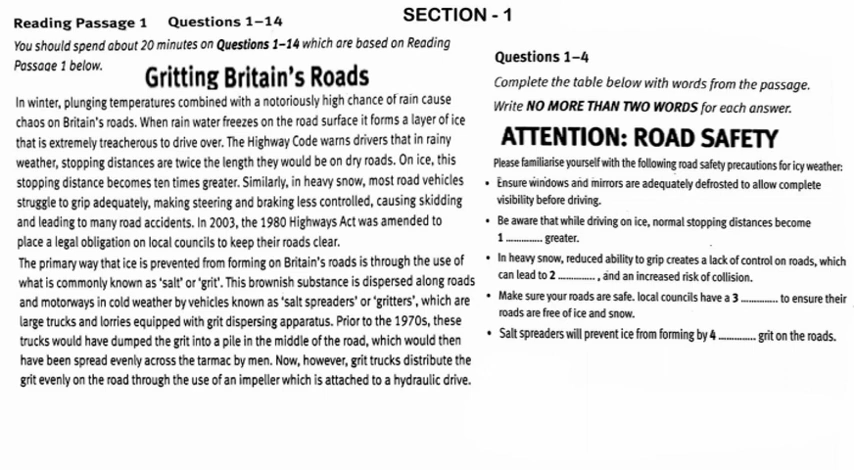 SECTION - 1
Reading Passage 1 Questions 1–14
You should spend about 20 minutes on Questions 1–14 which are based on Reading
Passage 1 below.
Gritting Britain's Roads
In winter, plunging temperatures combined with a notoriously high chance of rain cause
chaos on Britain's roads. When rain water freezes on the road surface it forms a layer of ice
that is extremely treacherous to drive over. The Highway Code warns drivers that in rainy
weather, stopping distances are twice the length they would be on dry roads. On ice, this
stopping distance becomes ten times greater. Similarly, in heavy snow, most road vehicles
struggle to grip adequately, making steering and braking less controlled, causing skidding
and leading to many road accidents. In 2003, the 1980 Highways Act was amended to
place a legal obligation on local councils to keep their roads clear.
The primary way that ice is prevented from forming on Britain's roads is through the use of
what is commonly known as 'salt' or 'grit'. This brownish substance is dispersed along roads
and motorways in cold weather by vehicles known as 'salt spreaders' or 'gritters', which are
large trucks and lorries equipped with grit dispersing apparatus. Prior to the 1970s, these
trucks would have dumped the grit into a pile in the middle of the road, which would then
have been spread evenly across the tarmac by men. Now, however, grit trucks distribute the
grit evenly on the road through the use of an impeller which is attached to a hydraulic drive.
Questions 1–4
Complete the table below with words from the passage.
Write NO MORE THAN TWO WORDS for each answer.
ATTENTION: ROAD SAFETY
Please familiarise yourself with the following road safety precautions for icy weather:
• Ensure windows and mirrors are adequately defrosted to allow complete
visibility before driving.
• Be aware that while driving on ice, normal stopping distances become
1 .............. greater.
• In heavy snow, reduced ability to grip creates a lack of control on roads, which
can lead to 2 .............. , and an increased risk of collision.
• Make sure your roads are safe. local councils have a 3 .............. to ensure their
roads are free of ice and snow.
• Salt spreaders will prevent ice from forming by 4 .............. grit on the roads.